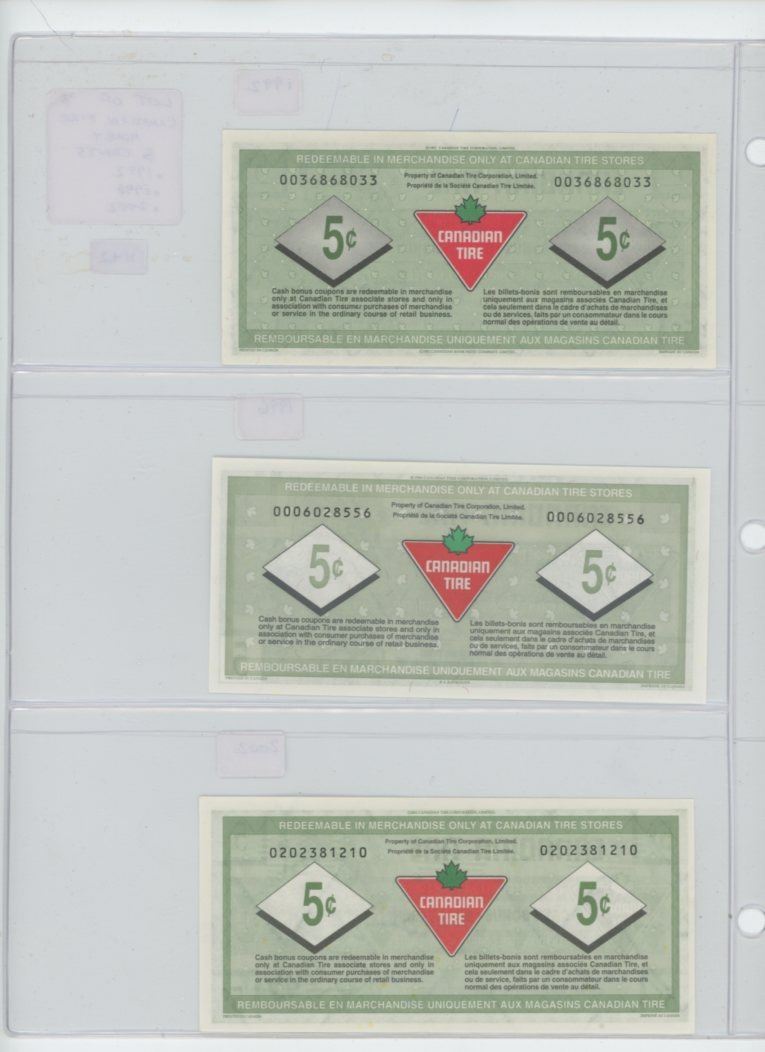 1992
LOT OF
CANADIAN TIRE
MONEY
5 CENTS
1992
1996
2002
REDEEMABLE IN MERCHANDISE ONLY AT CANADIAN TIRE STORES
Property of Canadian Tire Corporation, Limited.
Propriété de la Société Canadian Tire Limitée.
0036868033 0036868033
5¢ CANADIAN TIRE 5¢
Cash bonus coupons are redeemable in merchandise
only at Canadian Tire associate stores and only in
association with consumer purchases of merchandise
or service in the ordinary course of retail business.
Les billets-bonis sont remboursables en marchandise
uniquement aux magasins associés Canadian Tire, et
cela seulement dans le cadre d'achats de marchandises
ou de services, faits par un consommateur dans le cours
normal des opérations de vente au détail.
REMBOURSABLE EN MARCHANDISE UNIQUEMENT AUX MAGASINS CANADIAN TIRE
1996
REDEEMABLE IN MERCHANDISE ONLY AT CANADIAN TIRE STORES
Property of Canadian Tire Corporation, Limited.
Propriété de la Société Canadian Tire Limitée.
0006028556 0006028556
5¢ CANADIAN TIRE 5¢
Cash bonus coupons are redeemable in merchandise
only at Canadian Tire associate stores and only in
association with consumer purchases of merchandise
or service in the ordinary course of retail business.
Les billets-bonis sont remboursables en marchandise
uniquement aux magasins associés Canadian Tire, et
cela seulement dans le cadre d'achats de marchandises
ou de services, faits par un consommateur dans le cours
normal des opérations de vente au détail.
REMBOURSABLE EN MARCHANDISE UNIQUEMENT AUX MAGASINS CANADIAN TIRE
2002
REDEEMABLE IN MERCHANDISE ONLY AT CANADIAN TIRE STORES
Property of Canadian Tire Corporation, Limited.
Propriété de la Société Canadian Tire Limitée.
0202381210 0202381210
5¢ CANADIAN TIRE 5¢
Cash bonus coupons are redeemable in merchandise
only at Canadian Tire associate stores and only in
association with consumer purchases of merchandise
or service in the ordinary course of retail business.
Les billets-bonis sont remboursables en marchandise
uniquement aux magasins associés Canadian Tire, et
cela seulement dans le cadre d'achats de marchandises
ou de services, faits par un consommateur dans le cours
normal des opérations de vente au détail.
REMBOURSABLE EN MARCHANDISE UNIQUEMENT AUX MAGASINS CANADIAN TIRE